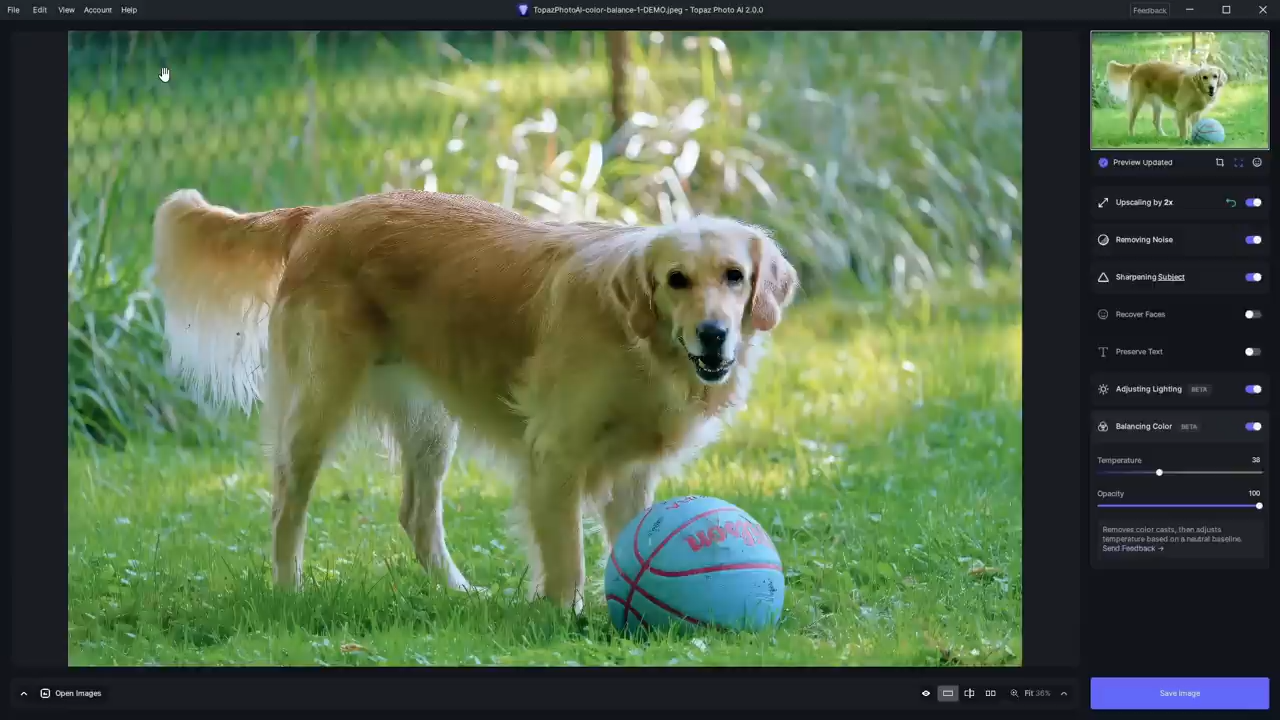 File Edit View Account Help
TopazPhotoAI-color-balance-1-DEMO.jpeg - Topaz Photo AI 2.0.0
Feedback
Preview Updated
Upscaling by 2x
Removing Noise
Sharpening Subject
Recover Faces
Preserve Text
Adjusting Lighting BETA
Balancing Color BETA
Temperature 38
Opacity 100
Removes color casts, then adjusts
temperature based on a neutral baseline.
Send Feedback →
Wilson
Open Images
Fit 36%
Save Image